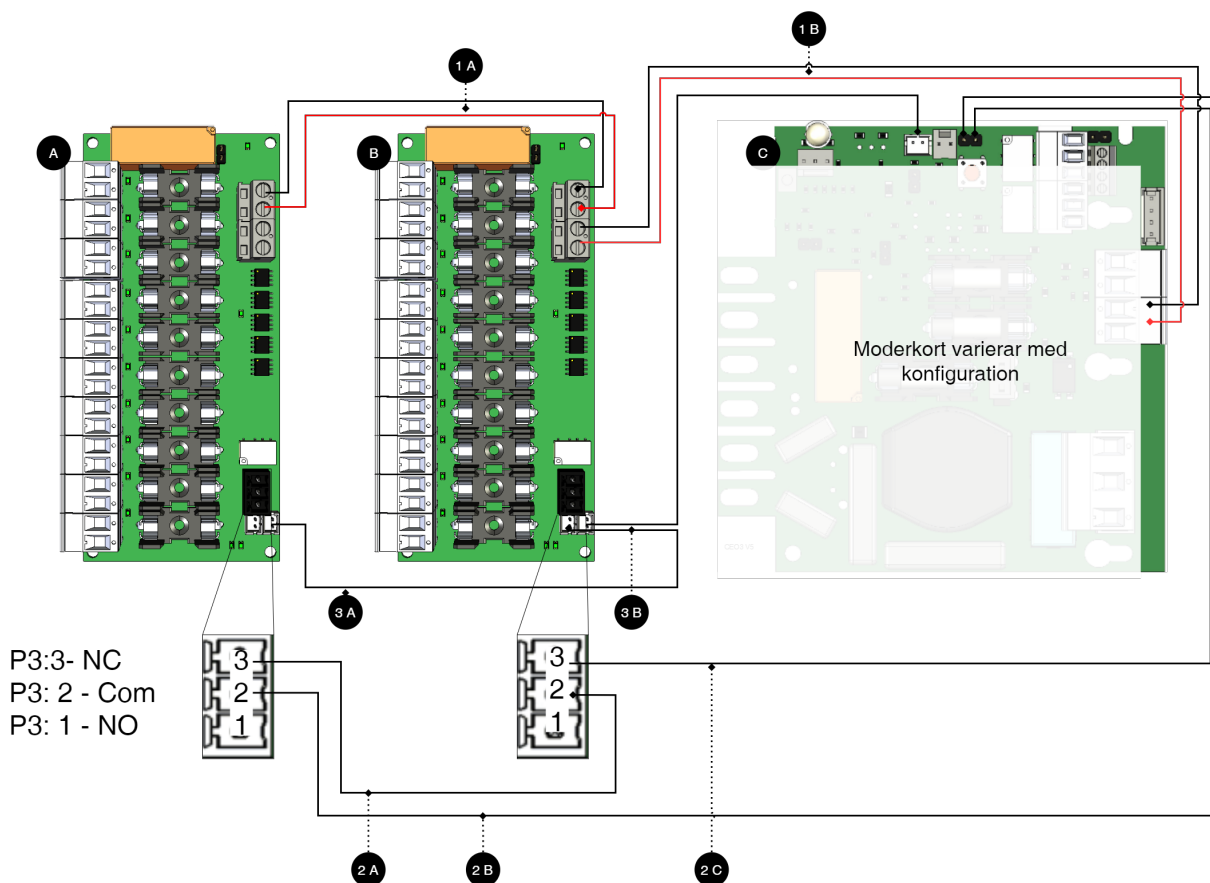 1 B
1 A
A
B
C
Moderkort varierar med
konfiguration
3 A
3 B
P3:3- NC
P3: 2 - Com
P3: 1 - NO
3
2
1
3
2
1
2 A
2 B
2 C